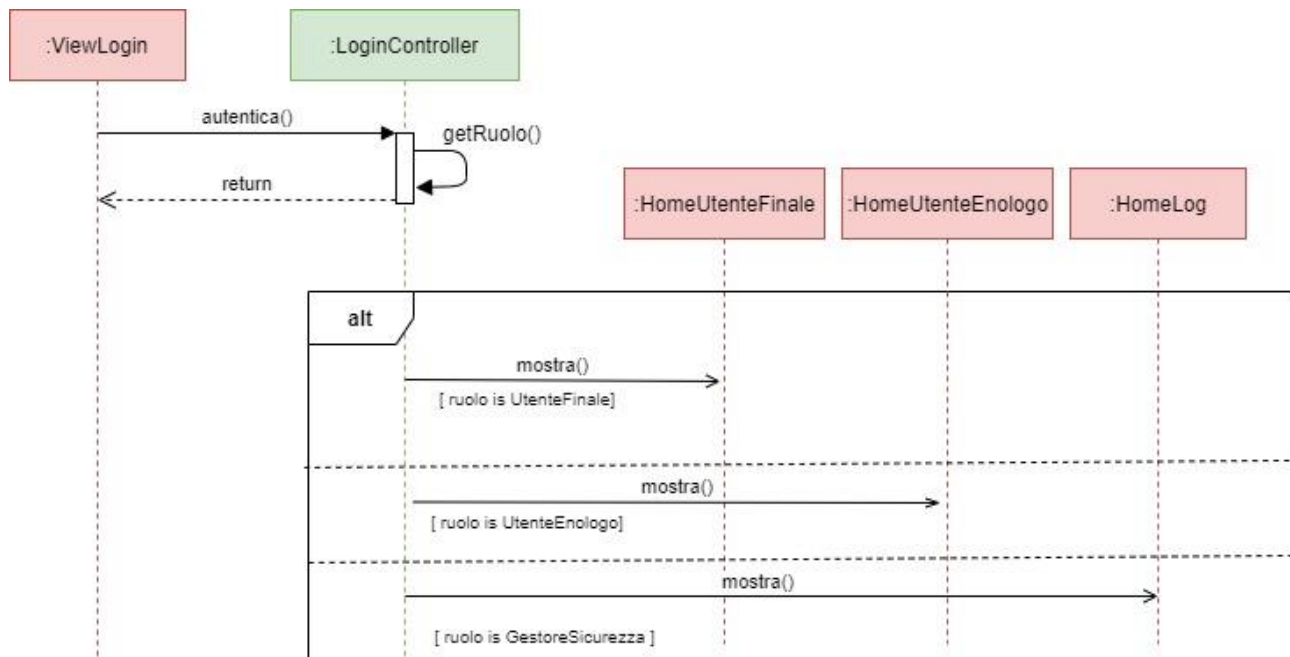 :ViewLogin
:LoginController
autentica()
getRuolo()
return
:HomeUtenteFinale
:HomeUtenteEnologo
:HomeLog
alt
mostra()
[ ruolo is UtenteFinale]
mostra()
[ ruolo is UtenteEnologo]
mostra()
[ ruolo is GestoreSicurezza ]